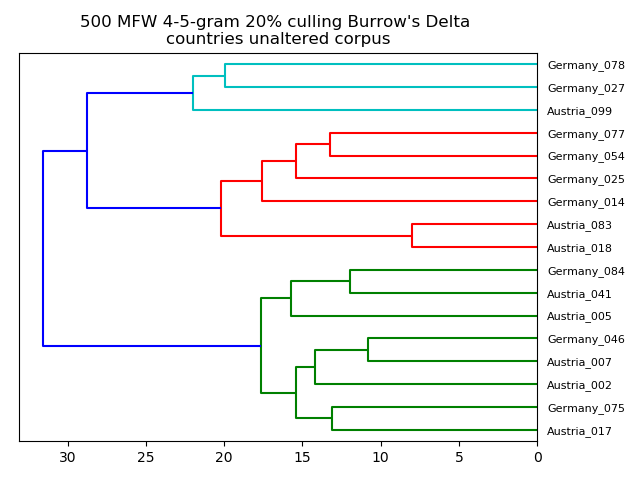 500 MFW 4-5-gram 20% culling Burrow's Delta
countries unaltered corpus
Germany_078
Germany_027
Austria_099
Germany_077
Germany_054
Germany_025
Germany_014
Austria_083
Austria_018
Germany_084
Austria_041
Austria_005
Germany_046
Austria_007
Austria_002
Germany_075
Austria_017
30 25 20 15 10 5 0